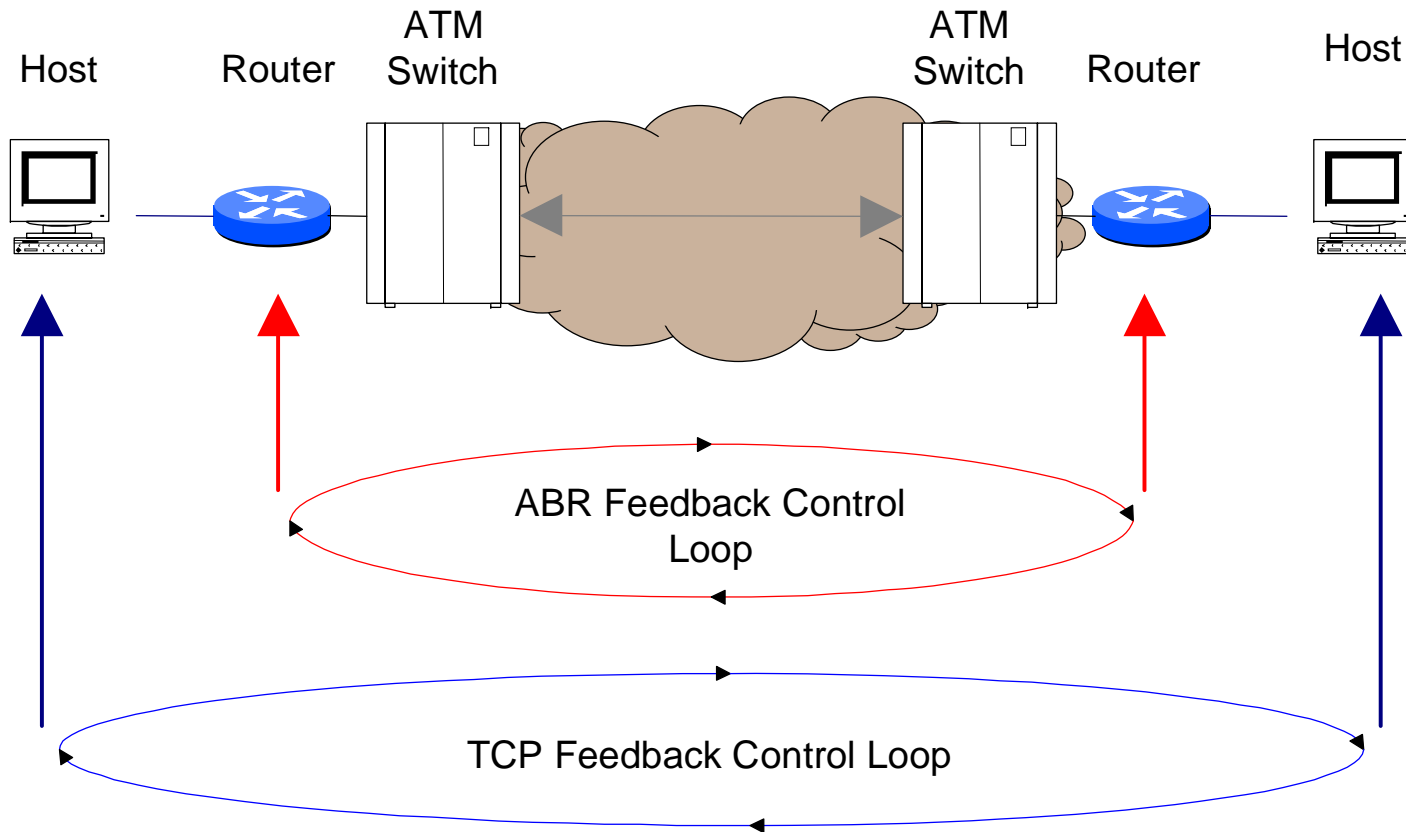 Host
Router
ATM
Switch
ATM
Switch
Router
Host
ABR Feedback Control
Loop
TCP Feedback Control Loop